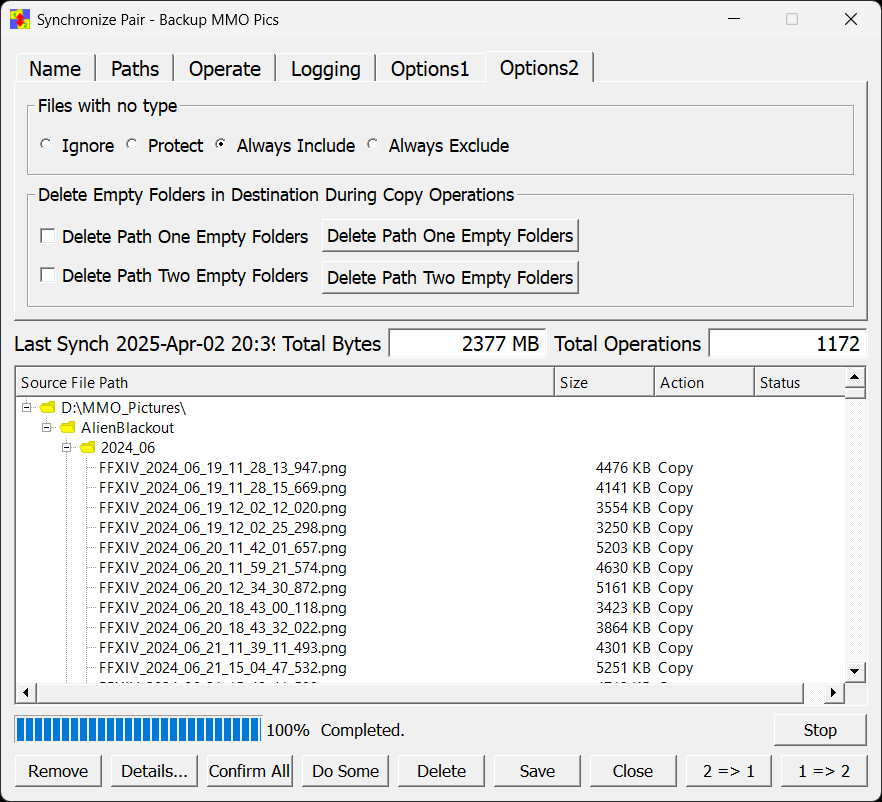 Synchronize Pair - Backup MMO Pics
Name Paths Operate Logging Options1 Options2
Files with no type
Ignore Protect Always Include Always Exclude
Delete Empty Folders in Destination During Copy Operations
Delete Path One Empty Folders Delete Path One Empty Folders
Delete Path Two Empty Folders Delete Path Two Empty Folders
Last Synch 2025-Apr-02 20:39 Total Bytes 2377 MB Total Operations 1172
Source File Path Size Action Status
D:\MMO_Pictures\
AlienBlackout
2024_06
FFXIV_2024_06_19_11_28_13_947.png 4476 KB Copy
FFXIV_2024_06_19_11_28_15_669.png 4141 KB Copy
FFXIV_2024_06_19_12_02_12_020.png 3554 KB Copy
FFXIV_2024_06_19_12_02_25_298.png 3250 KB Copy
FFXIV_2024_06_20_11_42_01_657.png 5203 KB Copy
FFXIV_2024_06_20_11_59_21_574.png 4630 KB Copy
FFXIV_2024_06_20_12_34_30_872.png 5161 KB Copy
FFXIV_2024_06_20_18_43_00_118.png 3423 KB Copy
FFXIV_2024_06_20_18_43_32_022.png 3864 KB Copy
FFXIV_2024_06_21_11_39_11_493.png 4301 KB Copy
FFXIV_2024_06_21_15_04_47_532.png 5251 KB Copy
100% Completed.
Stop
Remove Details... Confirm All Do Some Delete Save Close 2 => 1 1 => 2